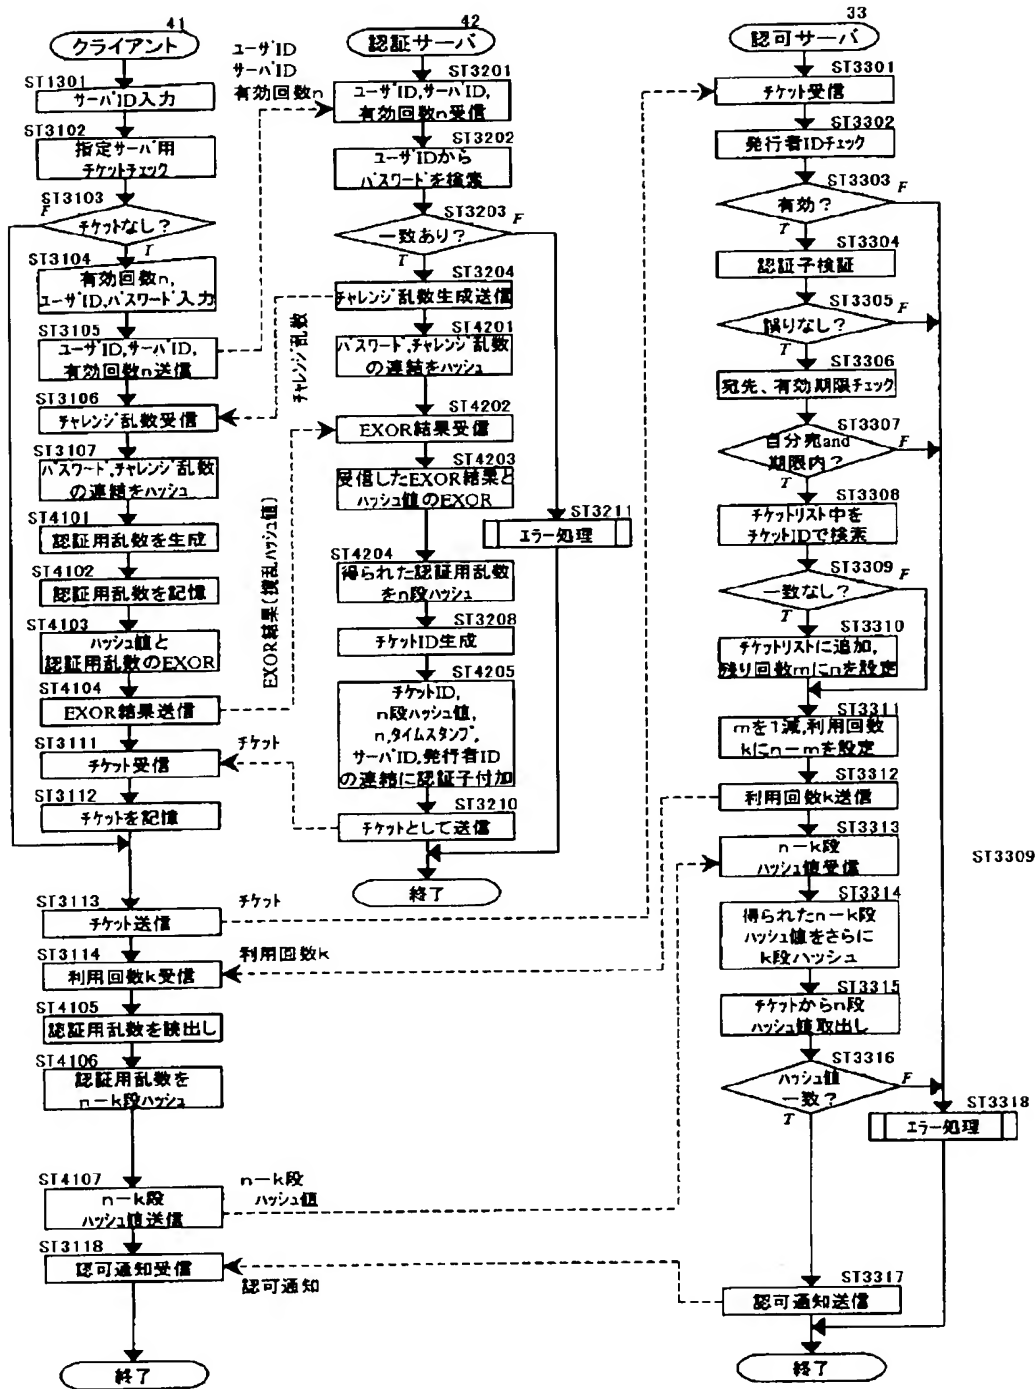 41
クライアント
ST1301
サーバID入力
ST3102
指定サーバ用
チケットチェック
ST3103
F
チケットなし?
T
ST3104
有効回数n,
ユーザID,パスワード入力
ST3105
ユーザID,サーバID,
有効回数n送信
ST3106
チャレンジ乱数受信
ST3107
パスワード,チャレンジ乱数
の連結をハッシュ
ST4101
認証用乱数を生成
ST4102
認証用乱数を記憶
ST4103
ハッシュ値と
認証用乱数のEXOR
ST4104
EXOR結果送信
ST3111
チケット受信
ST3112
チケットを記憶
ST3113
チケット送信
ST3114
利用回数k受信
ST4105
認証用乱数を読出し
ST4106
認証用乱数を
n−k段ハッシュ
ST4107
n−k段
ハッシュ値送信
ST3118
認可通知受信
終了
ユーザID
サーバID
有効回数n
チャレンジ乱数
EXOR結果(撹乱ハッシュ値)
チケット
チケット
利用回数k
n−k段
ハッシュ値
認可通知
42
認証サーバ
ST3201
ユーザID,サーバID,
有効回数n受信
ST3202
ユーザIDから
パスワードを検索
ST3203
F
一致あり?
T
ST3204
チャレンジ乱数生成送信
ST4201
パスワード,チャレンジ乱数
の連結をハッシュ
ST4202
EXOR結果受信
ST4203
受信したEXOR結果と
ハッシュ値のEXOR
ST3211
エラー処理
ST4204
得られた認証用乱数
をn段ハッシュ
ST3208
チケットID生成
ST4205
チケットID,
n段ハッシュ値,
n,タイムスタンプ,
サーバID,発行者ID
の連結に認証子付加
ST3210
チケットとして送信
終了
33
認可サーバ
ST3301
チケット受信
ST3302
発行者IDチェック
ST3303
F
有効?
T
ST3304
認証子検証
ST3305
F
誤りなし?
T
ST3306
宛先、有効期限チェック
ST3307
自分宛and
期限内?
F
T
ST3308
チケットリスト中を
チケットIDで検索
ST3309
F
一致なし?
T
ST3310
チケットリストに追加,
残り回数mにnを設定
ST3311
mを1減,利用回数
kにn−mを設定
ST3312
利用回数k送信
ST3313
n−k段
ハッシュ値受信
ST3309
ST3314
得られたn−k段
ハッシュ値をさらに
k段ハッシュ
ST3315
チケットからn段
ハッシュ値取出し
ST3316
ハッシュ値
一致?
F
T
ST3318
エラー処理
ST3317
認可通知送信
終了